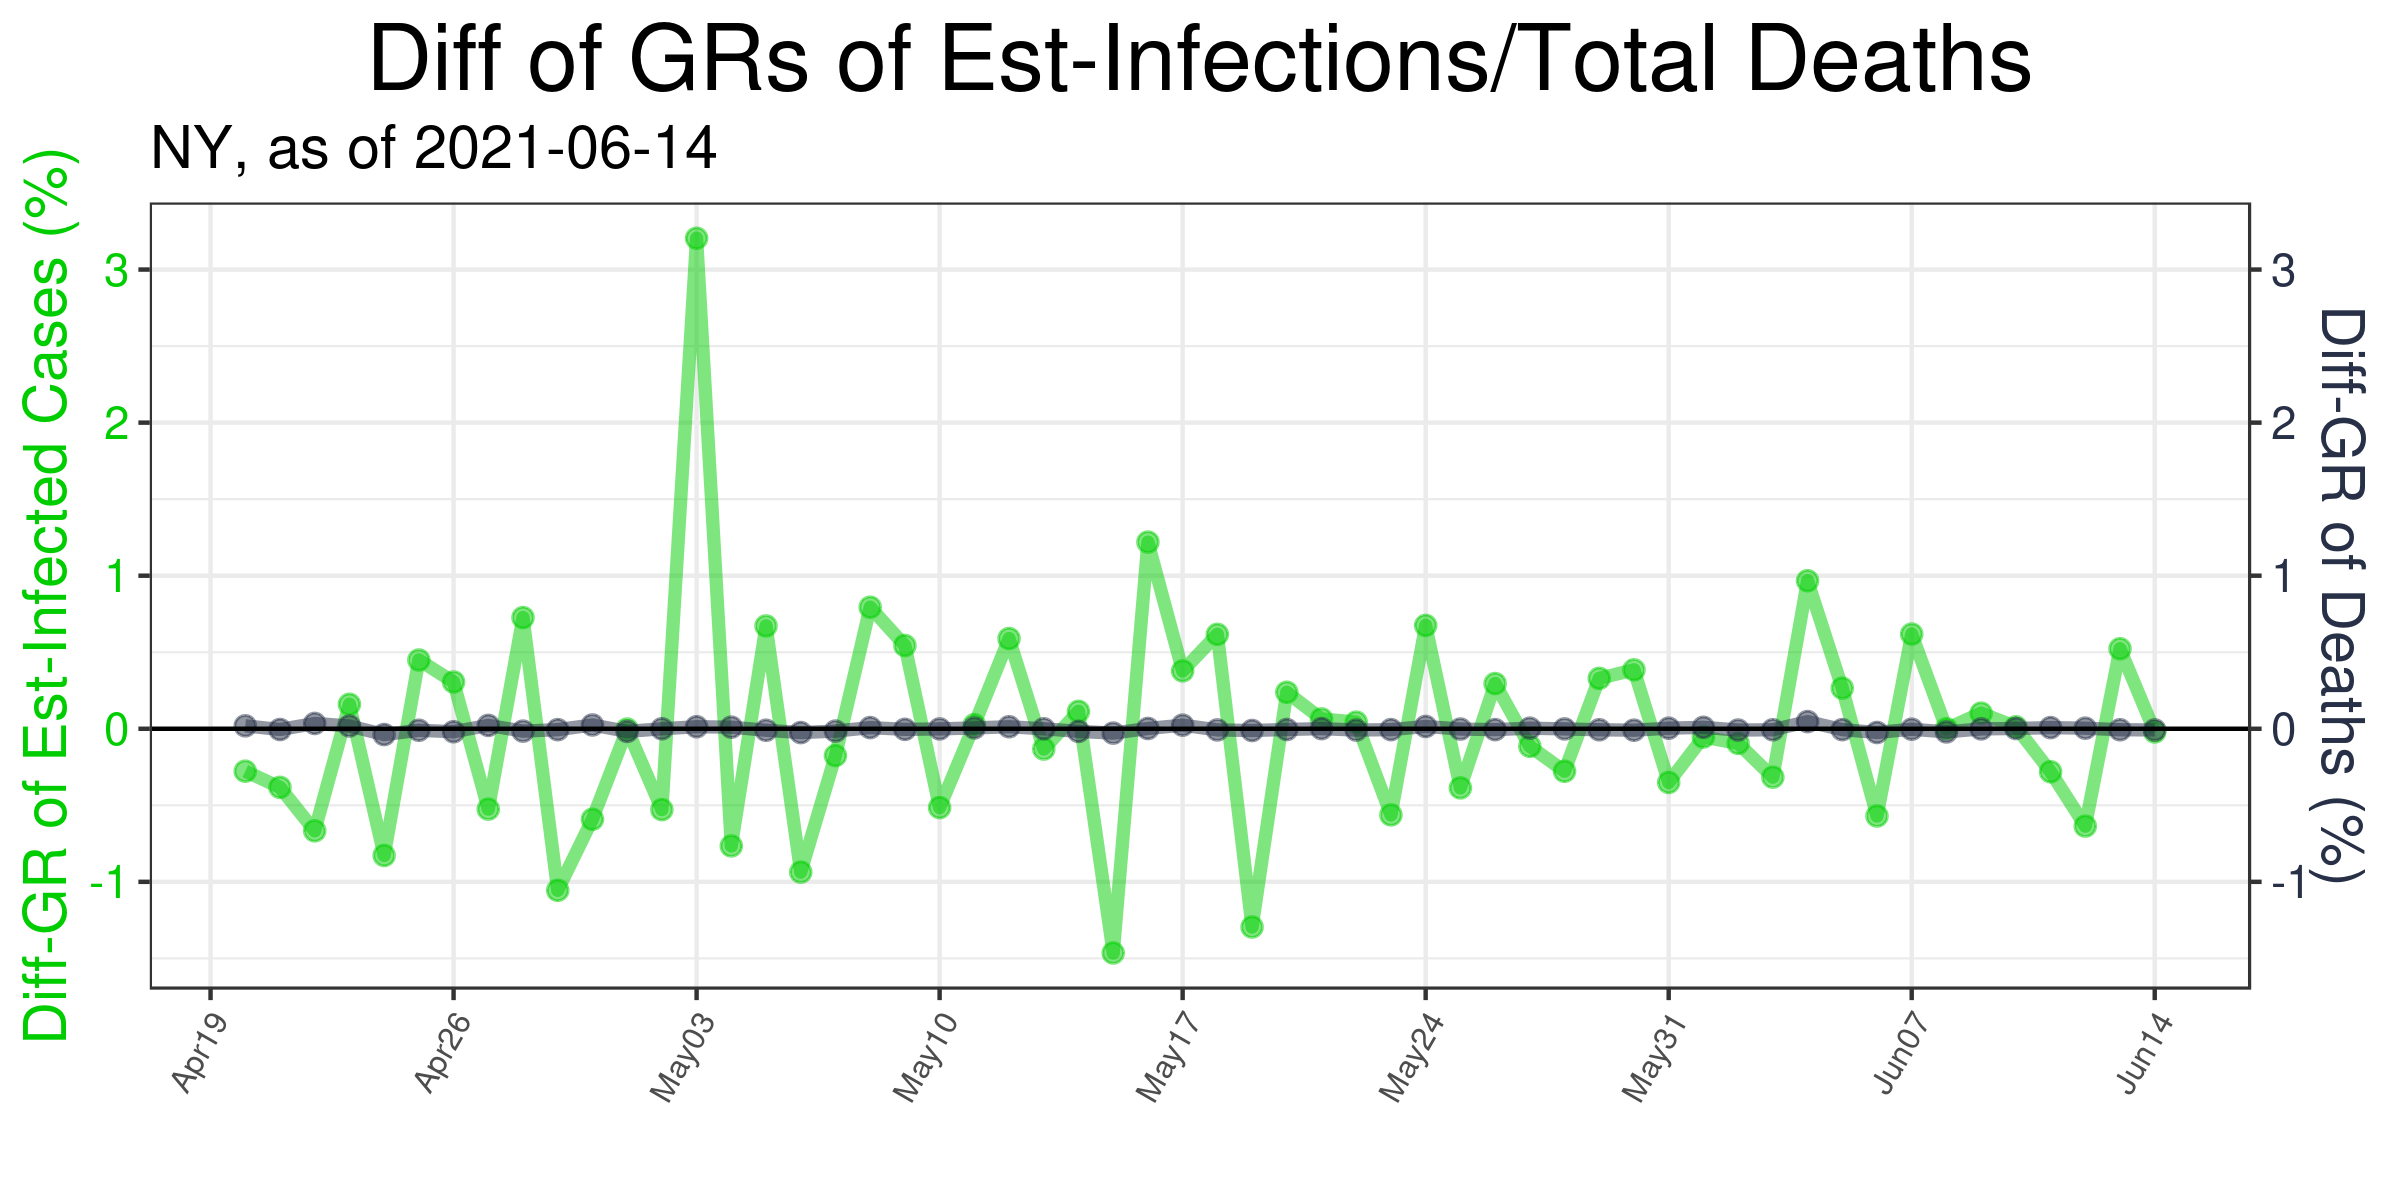 Diff of GRs of Est-Infections/Total Deaths
NY, as of 2021-06-14
Diff-GR of Est-Infected Cases (%)
3
2
1
0
-1
3
2
1
0
-1
Diff-GR of Deaths (%)
Apr19
Apr26
May03
May10
May17
May24
May31
Jun07
Jun14